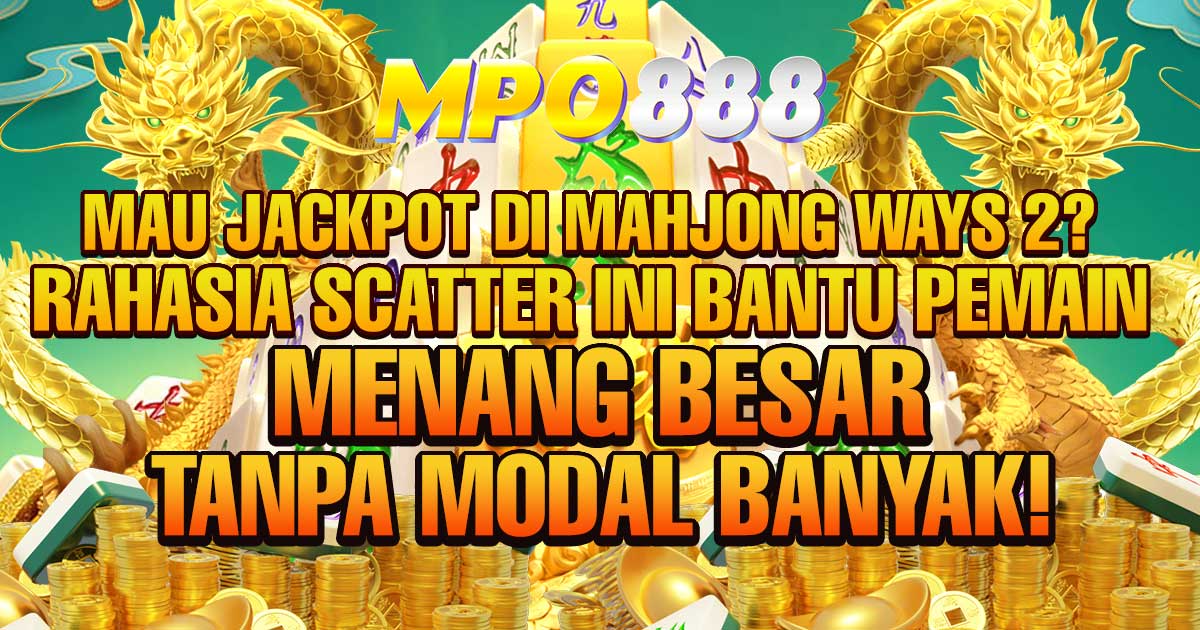 MPO888
MAU JACKPOT DI MAHJONG WAYS 2?
RAHASIA SCATTER INI BANTU PEMAIN
MENANG BESAR
TANPA MODAL BANYAK!